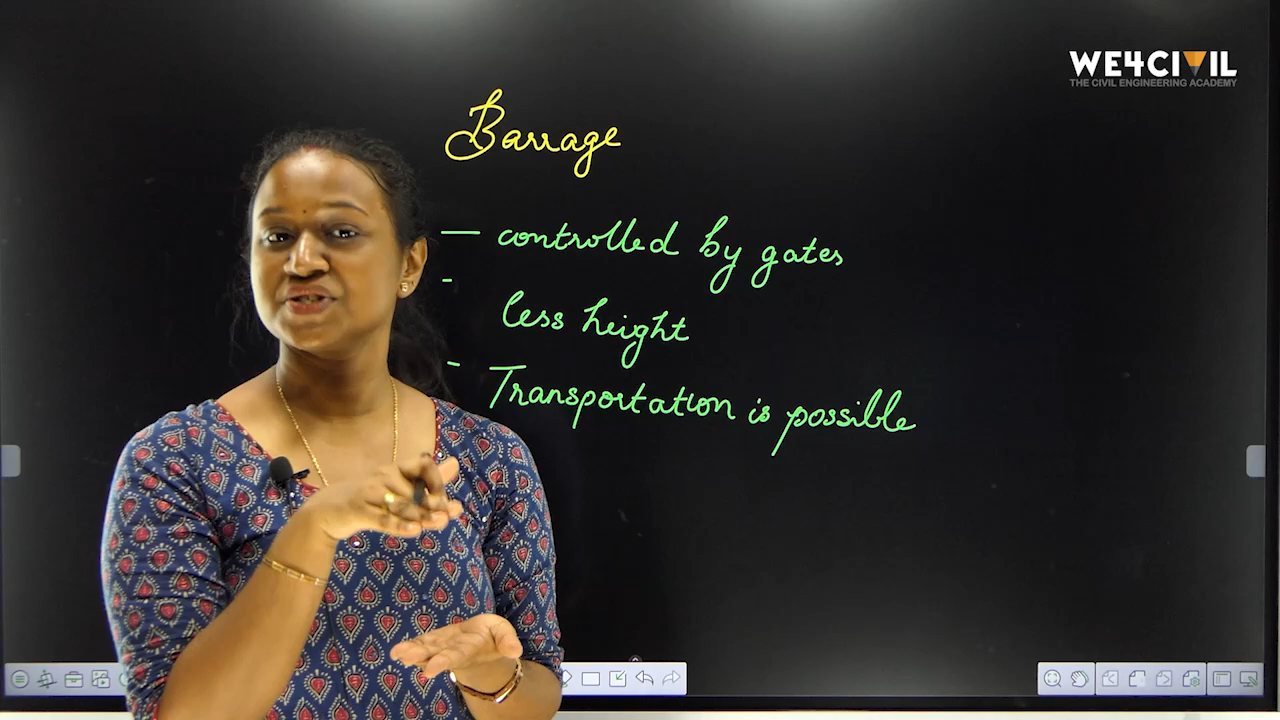 WE4CIVIL
THE CIVIL ENGINEERING ACADEMY
Barrage
— controlled by gates
- less height
- Transportation is possible